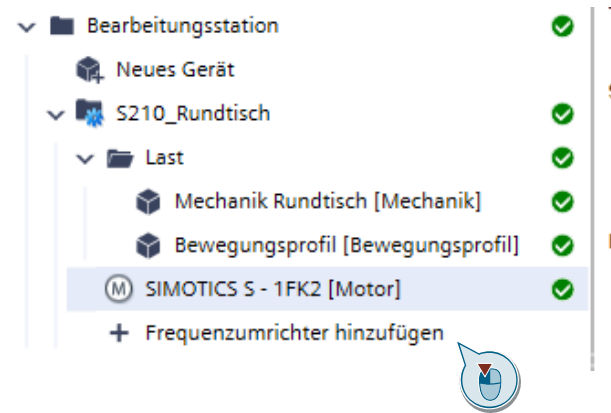 Bearbeitungsstation
Neues Gerät
S210_Rundtisch
Last
Mechanik Rundtisch [Mechanik]
Bewegungsprofil [Bewegungsprofil]
M SIMOTICS S - 1FK2 [Motor]
+ Frequenzumrichter hinzufügen